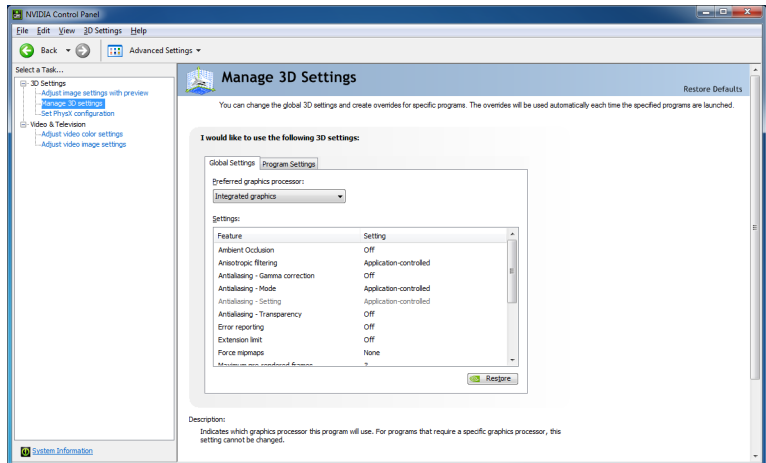 NVIDIA Control Panel
File Edit View 3D Settings Help
Back Advanced Settings
Select a Task...
3D Settings
Adjust image settings with preview
Manage 3D settings
Set PhysX configuration
Video & Television
Adjust video color settings
Adjust video image settings
System Information
Manage 3D Settings
Restore Defaults
You can change the global 3D settings and create overrides for specific programs. The overrides will be used automatically each time the specified programs are launched.
I would like to use the following 3D settings:
Global Settings Program Settings
Preferred graphics processor:
Integrated graphics
Settings:
Feature Setting
Ambient Occlusion Off
Anisotropic filtering Application-controlled
Antialiasing - Gamma correction Off
Antialiasing - Mode Application-controlled
Antialiasing - Setting Application-controlled
Antialiasing - Transparency Off
Error reporting Off
Extension limit Off
Force mipmaps None
Maximum pre-rendered frames
Restore
Description:
Indicates which graphics processor this program will use. For programs that require a specific graphics processor, this
setting cannot be changed.